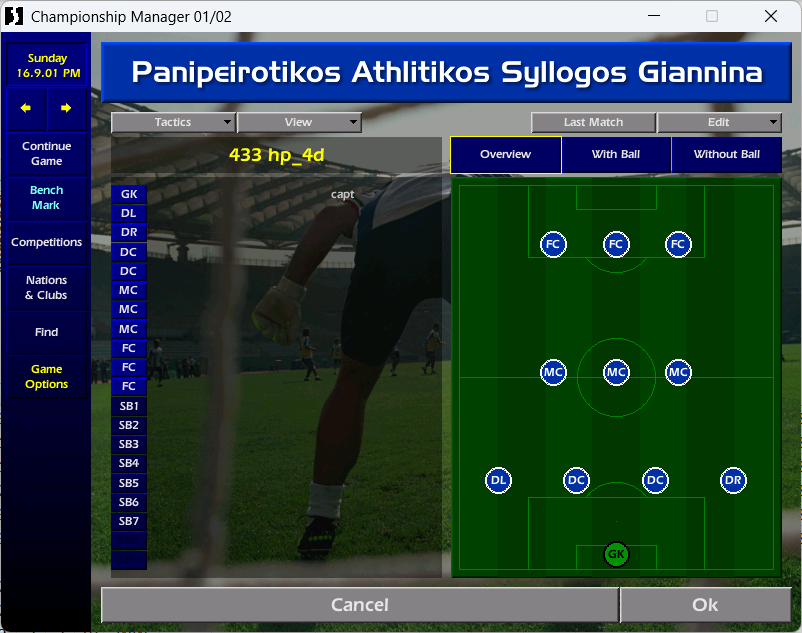 Championship Manager 01/02
Sunday
16.9.01 PM
Continue
Game
Bench
Mark
Competitions
Nations
& Clubs
Find
Game
Options
Panipeirotikos Athlitikos Syllogos Giannina
Tactics
View
Last Match
Edit
433 hp_4d
Overview
With Ball
Without Ball
GK capt
DL
DR
DC
DC
MC
MC
MC
FC
FC
FC
SB1
SB2
SB3
SB4
SB5
SB6
SB7
FC FC FC
MC MC MC
DL DC DC DR
GK
Cancel
Ok